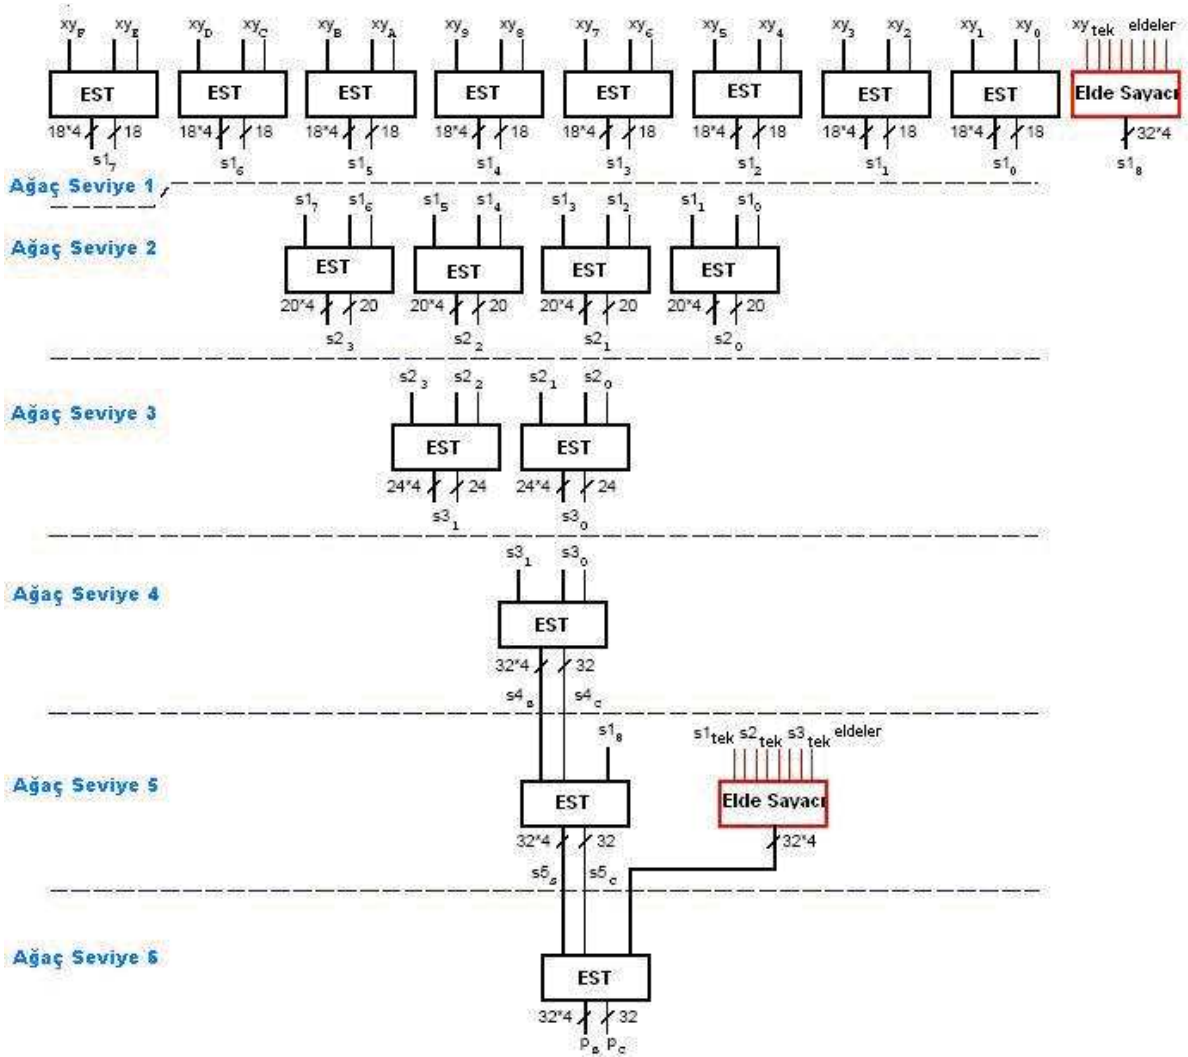 xyF xyE xyD xyC xyB xyA xy9 xy8 xy7 xy6 xy5 xy4 xy3 xy2 xy1 xy0 xytek eldeler
EST EST EST EST EST EST EST EST Elde Sayacı
18*4 18 18*4 18 18*4 18 18*4 18 18*4 18 18*4 18 18*4 18 18*4 18 32*4
s17 s16 s15 s14 s13 s12 s11 s10 s18
Ağaç Seviye 1
s17 s16 s15 s14 s13 s12 s11 s10
Ağaç Seviye 2
EST EST EST EST
20*4 20 20*4 20 20*4 20 20*4 20
s23 s22 s21 s20
s23 s22 s21 s20
Ağaç Seviye 3
EST EST
24*4 24 24*4 24
s31 s30
s31 s30
Ağaç Seviye 4
EST
32*4 32
s4s s4c
s18 s1tek s2tek s3tek eldeler
Ağaç Seviye 5
EST Elde Sayacı
32*4 32 32*4
s5s s5c
Ağaç Seviye 6
EST
32*4 32
ps pc